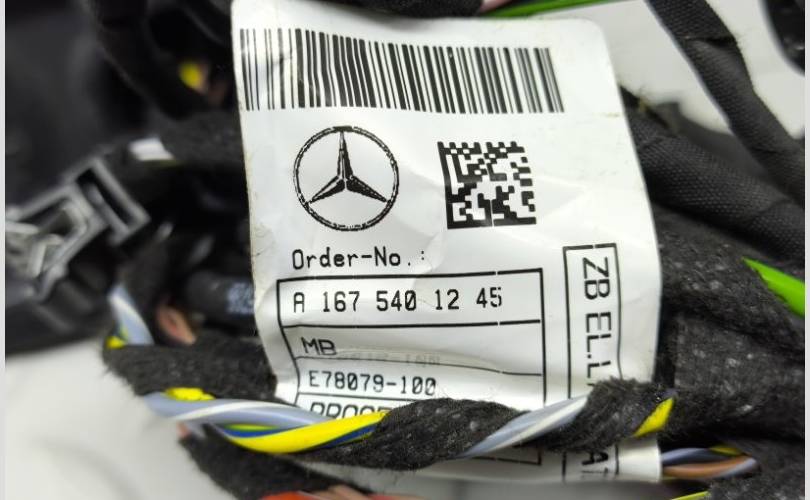 Order-No.:
A 167 540 12 45
MB
E78079-100
ZB EL.L